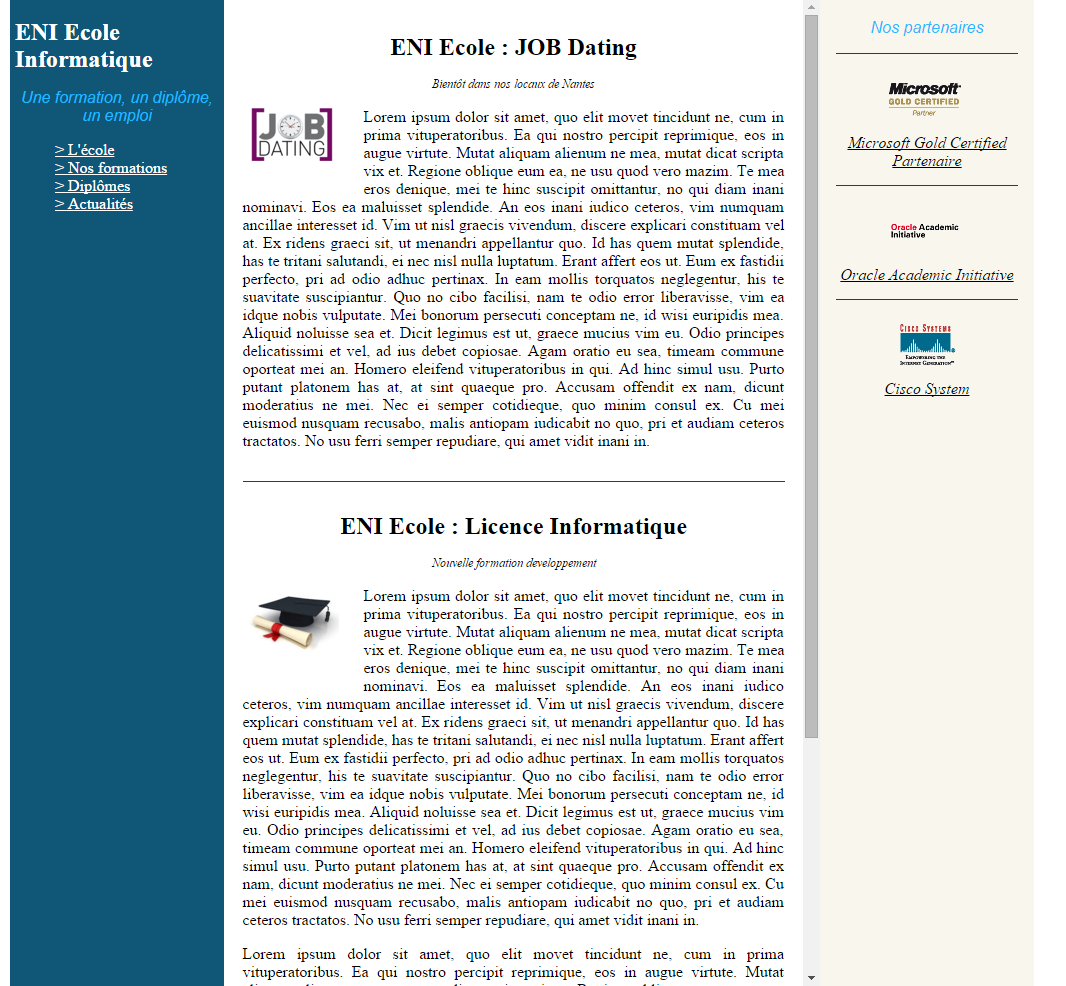 ENI Ecole
Informatique
Une formation, un diplôme,
un emploi
> L'école
> Nos formations
> Diplômes
> Actualités
ENI Ecole : JOB Dating
Bientôt dans nos locaux de Nantes
JOB
DATING
Lorem ipsum dolor sit amet, quo elit movet tincidunt ne, cum in
prima vituperatoribus. Ea qui nostro percipit reprimique, eos in
augue virtute. Mutat aliquam alienum ne mea, mutat dicat scripta
vix et. Regione oblique eum ea, ne usu quod vero mazim. Te mea
eros denique, mei te hinc suscipit omittantur, no qui diam inani
nominavi. Eos ea maluisset splendide. An eos inani iudico ceteros, vim numquam
ancillae interesset id. Vim ut nisl graecis vivendum, discere explicari constituam vel
at. Ex ridens graeci sit, ut menandri appellantur quo. Id has quem mutat splendide,
has te tritani salutandi, ei nec nisl nulla luptatum. Erant affert eos ut. Eum ex fastidii
perfecto, pri ad odio adhuc pertinax. In eam mollis torquatos neglegentur, his te
suavitate suscipiantur. Quo no cibo facilisi, nam te odio error liberavisse, vim ea
idque nobis vulputate. Mei bonorum persecuti conceptam ne, id wisi euripidis mea.
Aliquid noluisse sea et. Dicit legimus est ut, graece mucius vim eu. Odio principes
delicatissimi et vel, ad ius debet copiosae. Agam oratio eu sea, timeam commune
oporteat mei an. Homero eleifend vituperatoribus in qui. Ad hinc simul usu. Purto
putant platonem has at, at sint quaeque pro. Accusam offendit ex nam, dicunt
moderatius ne mei. Nec ei semper cotidieque, quo minim consul ex. Cu mei
euismod nusquam recusabo, malis antiopam iudicabit no quo, pri et audiam ceteros
tractatos. No usu ferri semper repudiare, qui amet vidit inani in.
ENI Ecole : Licence Informatique
Nouvelle formation developpement
Lorem ipsum dolor sit amet, quo elit movet tincidunt ne, cum in
prima vituperatoribus. Ea qui nostro percipit reprimique, eos in
augue virtute. Mutat aliquam alienum ne mea, mutat dicat scripta
vix et. Regione oblique eum ea, ne usu quod vero mazim. Te mea
eros denique, mei te hinc suscipit omittantur, no qui diam inani
nominavi. Eos ea maluisset splendide. An eos inani iudico
ceteros, vim numquam ancillae interesset id. Vim ut nisl graecis vivendum, discere
explicari constituam vel at. Ex ridens graeci sit, ut menandri appellantur quo. Id has
quem mutat splendide, has te tritani salutandi, ei nec nisl nulla luptatum. Erant affert
eos ut. Eum ex fastidii perfecto, pri ad odio adhuc pertinax. In eam mollis torquatos
neglegentur, his te suavitate suscipiantur. Quo no cibo facilisi, nam te odio error
liberavisse, vim ea idque nobis vulputate. Mei bonorum persecuti conceptam ne, id
wisi euripidis mea. Aliquid noluisse sea et. Dicit legimus est ut, graece mucius vim
eu. Odio principes delicatissimi et vel, ad ius debet copiosae. Agam oratio eu sea,
timeam commune oporteat mei an. Homero eleifend vituperatoribus in qui. Ad hinc
simul usu. Purto putant platonem has at, at sint quaeque pro. Accusam offendit ex
nam, dicunt moderatius ne mei. Nec ei semper cotidieque, quo minim consul ex. Cu
mei euismod nusquam recusabo, malis antiopam iudicabit no quo, pri et audiam
ceteros tractatos. No usu ferri semper repudiare, qui amet vidit inani in.
Lorem ipsum dolor sit amet, quo elit movet tincidunt ne, cum in prima
vituperatoribus. Ea qui nostro percipit reprimique, eos in augue virtute. Mutat
Nos partenaires
Microsoft
GOLD CERTIFIED
Partner
Microsoft Gold Certified
Partenaire
Oracle Academic
Initiative
Oracle Academic Initiative
CISCO SYSTEMS
EMPOWERING THE
INTERNET GENERATION
Cisco System